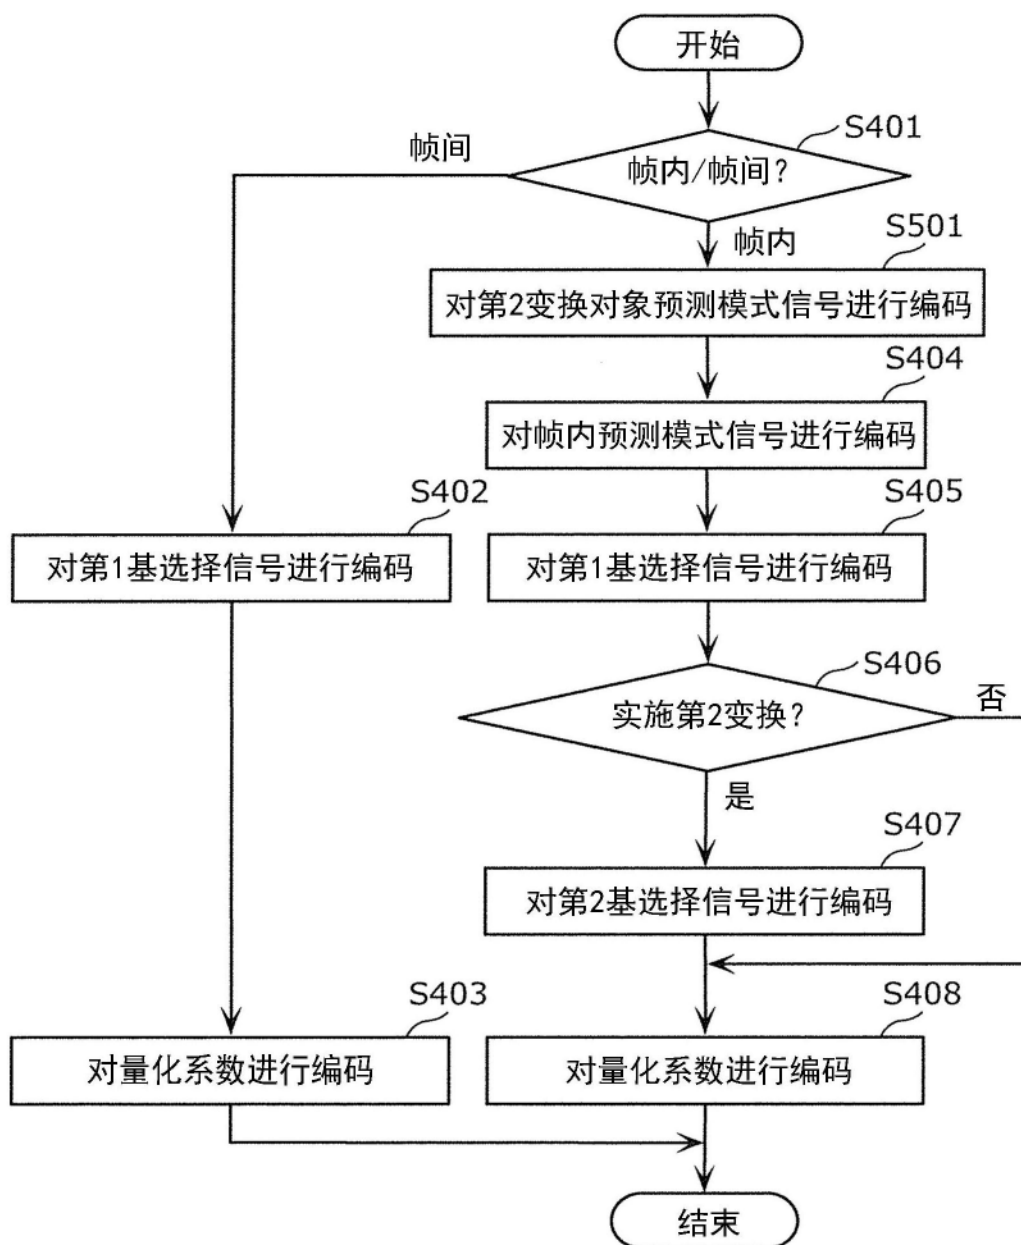 开始
S401
帧间
帧内/帧间?
S501
帧内
对第2变换对象预测模式信号进行编码
S404
对帧内预测模式信号进行编码
S402
S405
对第1基选择信号进行编码
对第1基选择信号进行编码
S406
实施第2变换?
否
是
S407
对第2基选择信号进行编码
S403
S408
对量化系数进行编码
对量化系数进行编码
结束